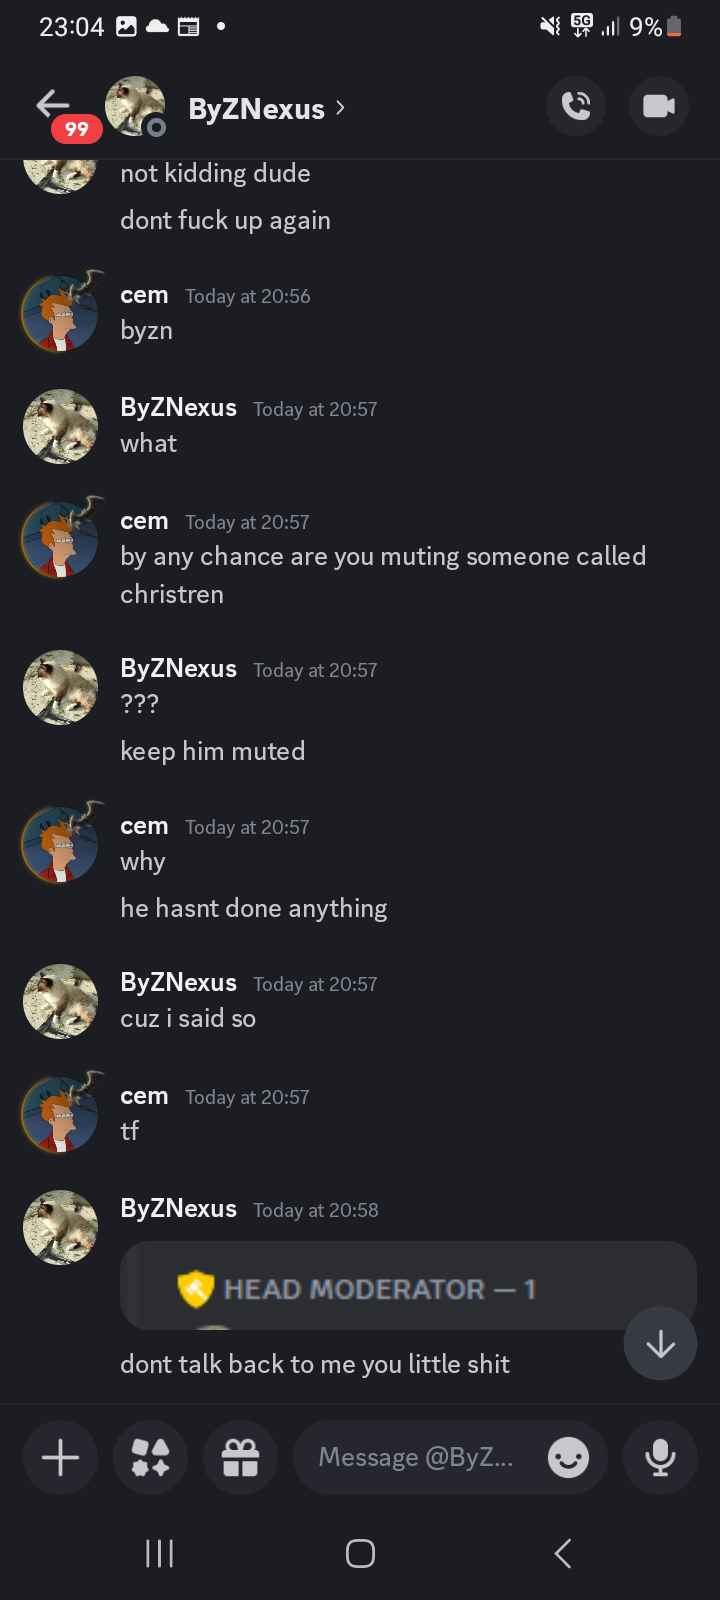 23:04
5G
9%
99
ByZNexus
not kidding dude
dont fuck up again
cem Today at 20:56
byzn
ByZNexus Today at 20:57
what
cem Today at 20:57
by any chance are you muting someone called
christren
ByZNexus Today at 20:57
???
keep him muted
cem Today at 20:57
why
he hasnt done anything
ByZNexus Today at 20:57
cuz i said so
cem Today at 20:57
tf
ByZNexus Today at 20:58
HEAD MODERATOR — 1
dont talk back to me you little shit
Message @ByZ...